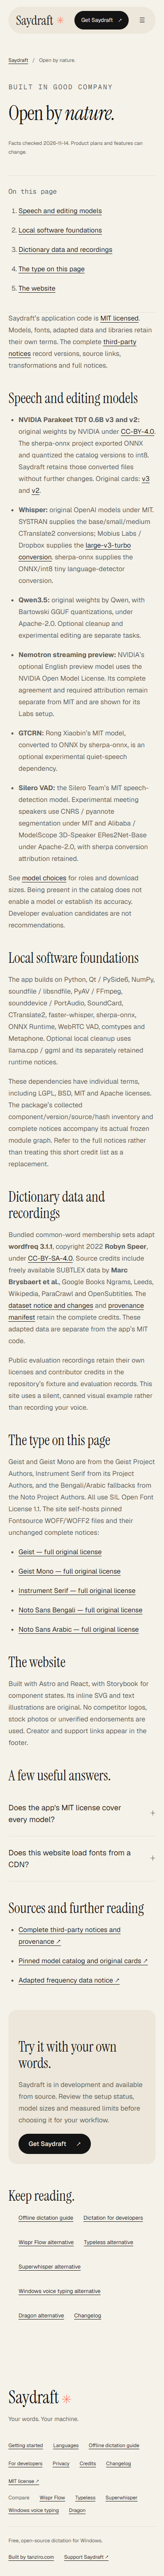 Saydraft
Get Saydraft ↗
Saydraft / Open by nature.
BUILT IN GOOD COMPANY
Open by nature.
Facts checked 2026-11-14. Product plans and features can
change.
On this page
1. Speech and editing models
2. Local software foundations
3. Dictionary data and recordings
4. The type on this page
5. The website
Saydraft's application code is MIT licensed.
Models, fonts, adapted data and libraries retain
their own terms. The complete third-party
notices record versions, source links,
transformations and full notices.
Speech and editing models
• NVIDIA Parakeet TDT 0.6B v3 and v2:
original weights by NVIDIA under CC-BY-4.0.
The sherpa-onnx project exported ONNX
and quantized the catalog versions to int8.
Saydraft retains those converted files
without further changes. Original cards: v3
and v2.
• Whisper: original OpenAI models under MIT.
SYSTRAN supplies the base/small/medium
CTranslate2 conversions; Mobius Labs /
Dropbox supplies the large-v3-turbo
conversion. sherpa-onnx supplies the
ONNX/int8 tiny language-detector
conversion.
• Qwen3.5: original weights by Qwen, with
Bartowski GGUF quantizations, under
Apache-2.0. Optional cleanup and
experimental editing are separate tasks.
• Nemotron streaming preview: NVIDIA's
optional English preview model uses the
NVIDIA Open Model License. Its complete
agreement and required attribution remain
separate from MIT and are shown for its
Labs setup.
• GTCRN: Rong Xiaobin's MIT model,
converted to ONNX by sherpa-onnx, is an
optional experimental quiet-speech
dependency.
• Silero VAD: the Silero Team's MIT speech-
detection model. Experimental meeting
speakers use CNRS / pyannote
segmentation under MIT and Alibaba /
ModelScope 3D-Speaker ERes2Net-Base
under Apache-2.0, with sherpa conversion
attribution retained.
See model choices for roles and download
sizes. Being present in the catalog does not
enable a model or establish its accuracy.
Developer evaluation candidates are not
recommendations.
Local software foundations
The app builds on Python, Qt / PySide6, NumPy,
soundfile / libsndfile, PyAV / FFmpeg,
sounddevice / PortAudio, SoundCard,
CTranslate2, faster-whisper, sherpa-onnx,
ONNX Runtime, WebRTC VAD, comtypes and
Metaphone. Optional local cleanup uses
llama.cpp / ggml and its separately retained
runtime notices.
These dependencies have individual terms,
including LGPL, BSD, MIT and Apache licenses.
The package's collected
component/version/source/hash inventory and
complete notices accompany its actual frozen
module graph. Refer to the full notices rather
than treating this short credit list as a
replacement.
Dictionary data and
recordings
Bundled common-word membership sets adapt
wordfreq 3.1.1, copyright 2022 Robyn Speer,
under CC-BY-SA-4.0. Source credits include
freely available SUBTLEX data by Marc
Brysbaert et al., Google Books Ngrams, Leeds,
Wikipedia, ParaCrawl and OpenSubtitles. The
dataset notice and changes and provenance
manifest retain the complete credits. These
adapted data are separate from the app's MIT
code.
Public evaluation recordings retain their own
licenses and contributor credits in the
repository's fixture and evaluation records. This
site uses a silent, canned visual example rather
than recording your voice.
The type on this page
Geist and Geist Mono are from the Geist Project
Authors, Instrument Serif from its Project
Authors, and the Bengali/Arabic fallbacks from
the Noto Project Authors. All use SIL Open Font
License 1.1. The site self-hosts pinned
Fontsource WOFF/WOFF2 files and their
unchanged complete notices:
• Geist — full original license
• Geist Mono — full original license
• Instrument Serif — full original license
• Noto Sans Bengali — full original license
• Noto Sans Arabic — full original license
The website
Built with Astro and React, with Storybook for
component states. Its inline SVG and text
illustrations are original. No competitor logos,
stock photos or unverified endorsements are
used. Creator and support links appear in the
footer.
A few useful answers.
Does the app's MIT license cover
every model? +
Does this website load fonts from a
CDN? +
Sources and further reading
• Complete third-party notices and
provenance ↗
• Pinned model catalog and original cards ↗
• Adapted frequency data notice ↗
Try it with your own
words.
Saydraft is in development and available
from source. Review the setup status,
model sizes and measured limits before
choosing it for your workflow.
Get Saydraft ↗
Keep reading.
Offline dictation guide Dictation for developers
Wispr Flow alternative Typeless alternative
Superwhisper alternative
Windows voice typing alternative
Dragon alternative Changelog
Saydraft
Your words. Your machine.
Getting started Languages Offline dictation guide
For developers Privacy Credits Changelog
MIT license ↗
Compare Wispr Flow Typeless Superwhisper
Windows voice typing Dragon
Free, open-source dictation for Windows.
Built by tanziro.com Support Saydraft ↗